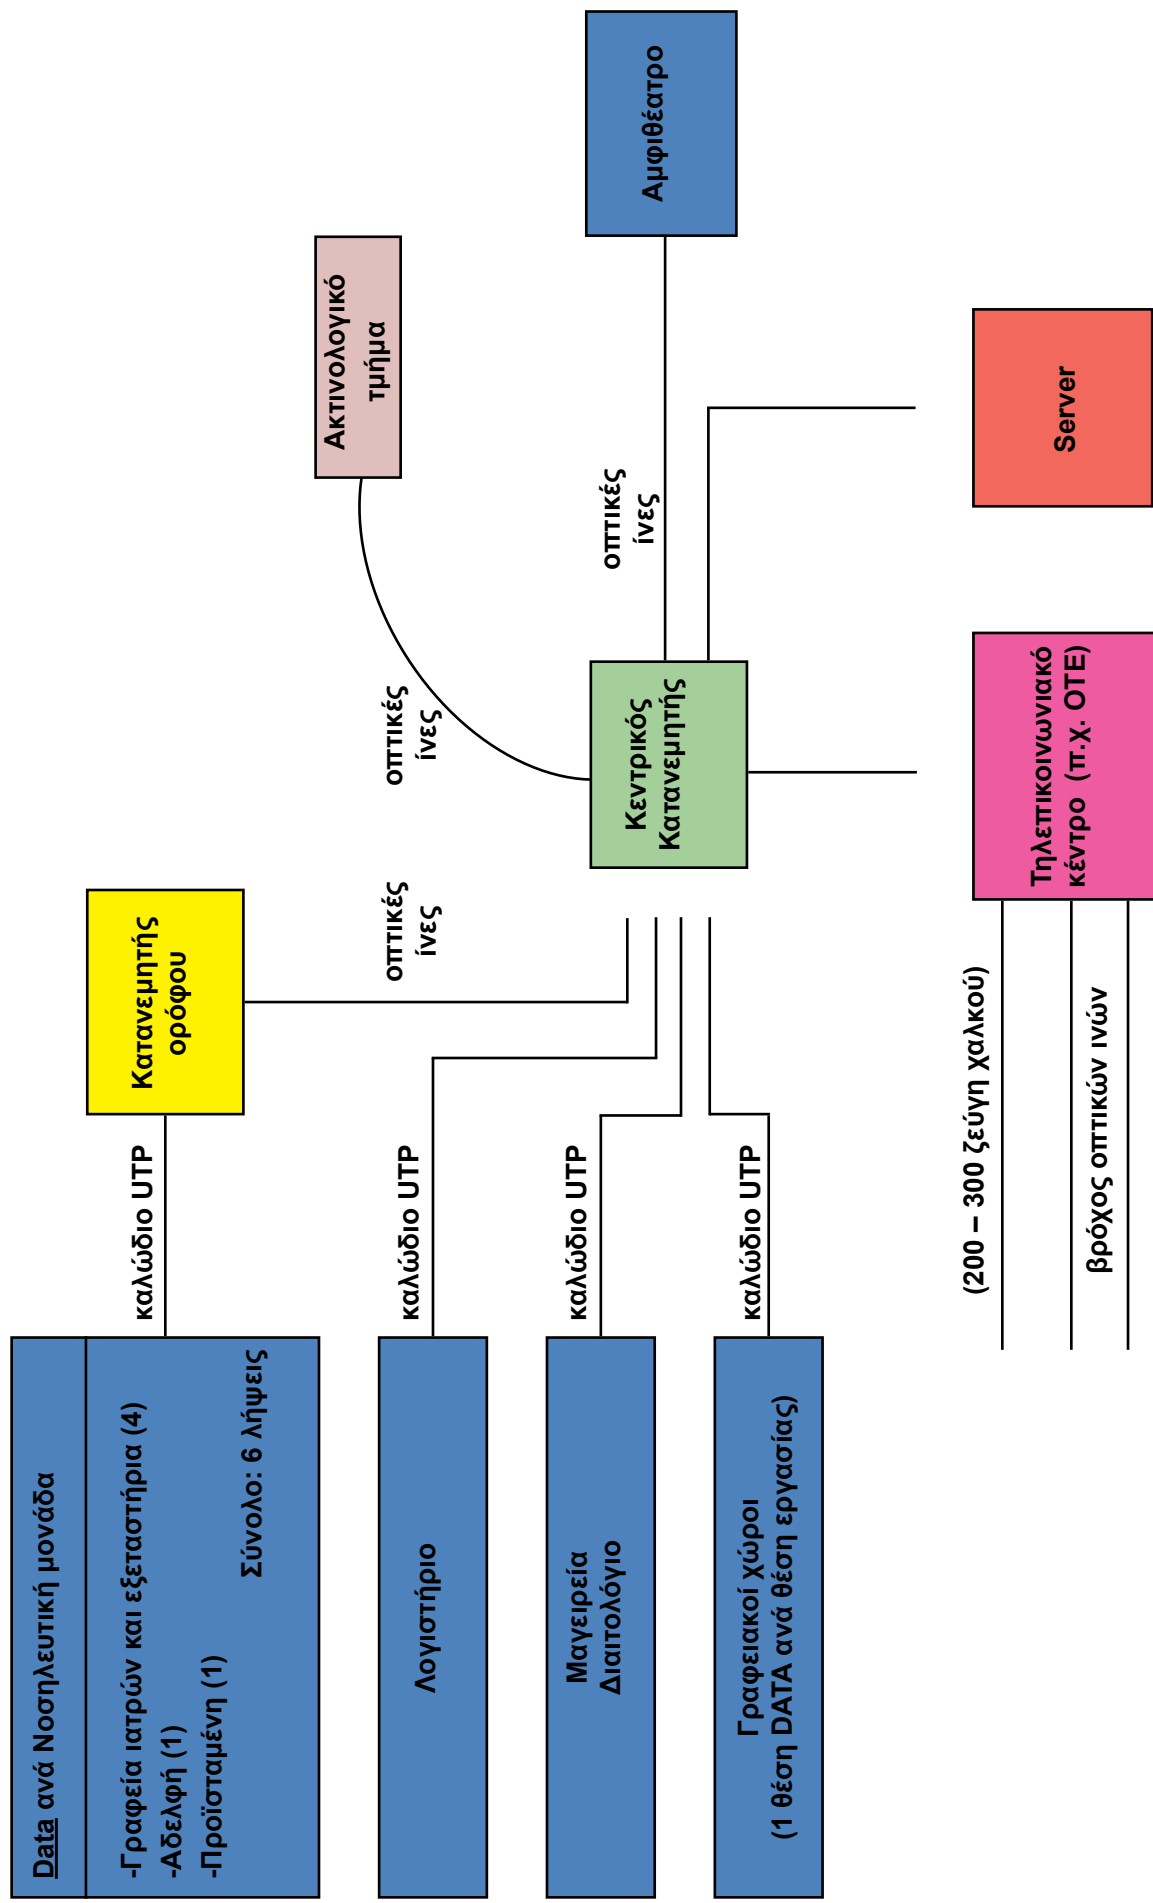 Data ανά Νοσηλευτική μονάδα
-Γραφεία ιατρών και εξεταστήρια (4)
-Αδελφή (1)
-Προϊσταμένη (1)
Σύνολο: 6 λήψεις
καλώδιο UTP
Κατανεμητής
ορόφου
οπτικές
ίνες
Λογιστήριο
καλώδιο UTP
Μαγειρεία
Διαιτολόγιο
καλώδιο UTP
Γραφειακοί χώροι
(1 θέση DATA ανά θέση εργασίας)
καλώδιο UTP
Κεντρικός
Κατανεμητής
οπτικές
ίνες
Ακτινολογικό
τμήμα
οπτικές
ίνες
Αμφιθέατρο
(200 – 300 ζεύγη χαλκού)
βρόχος οπτικών ινών
Τηλεπικοινωνιακό
κέντρο (π.χ. ΟΤΕ)
Server